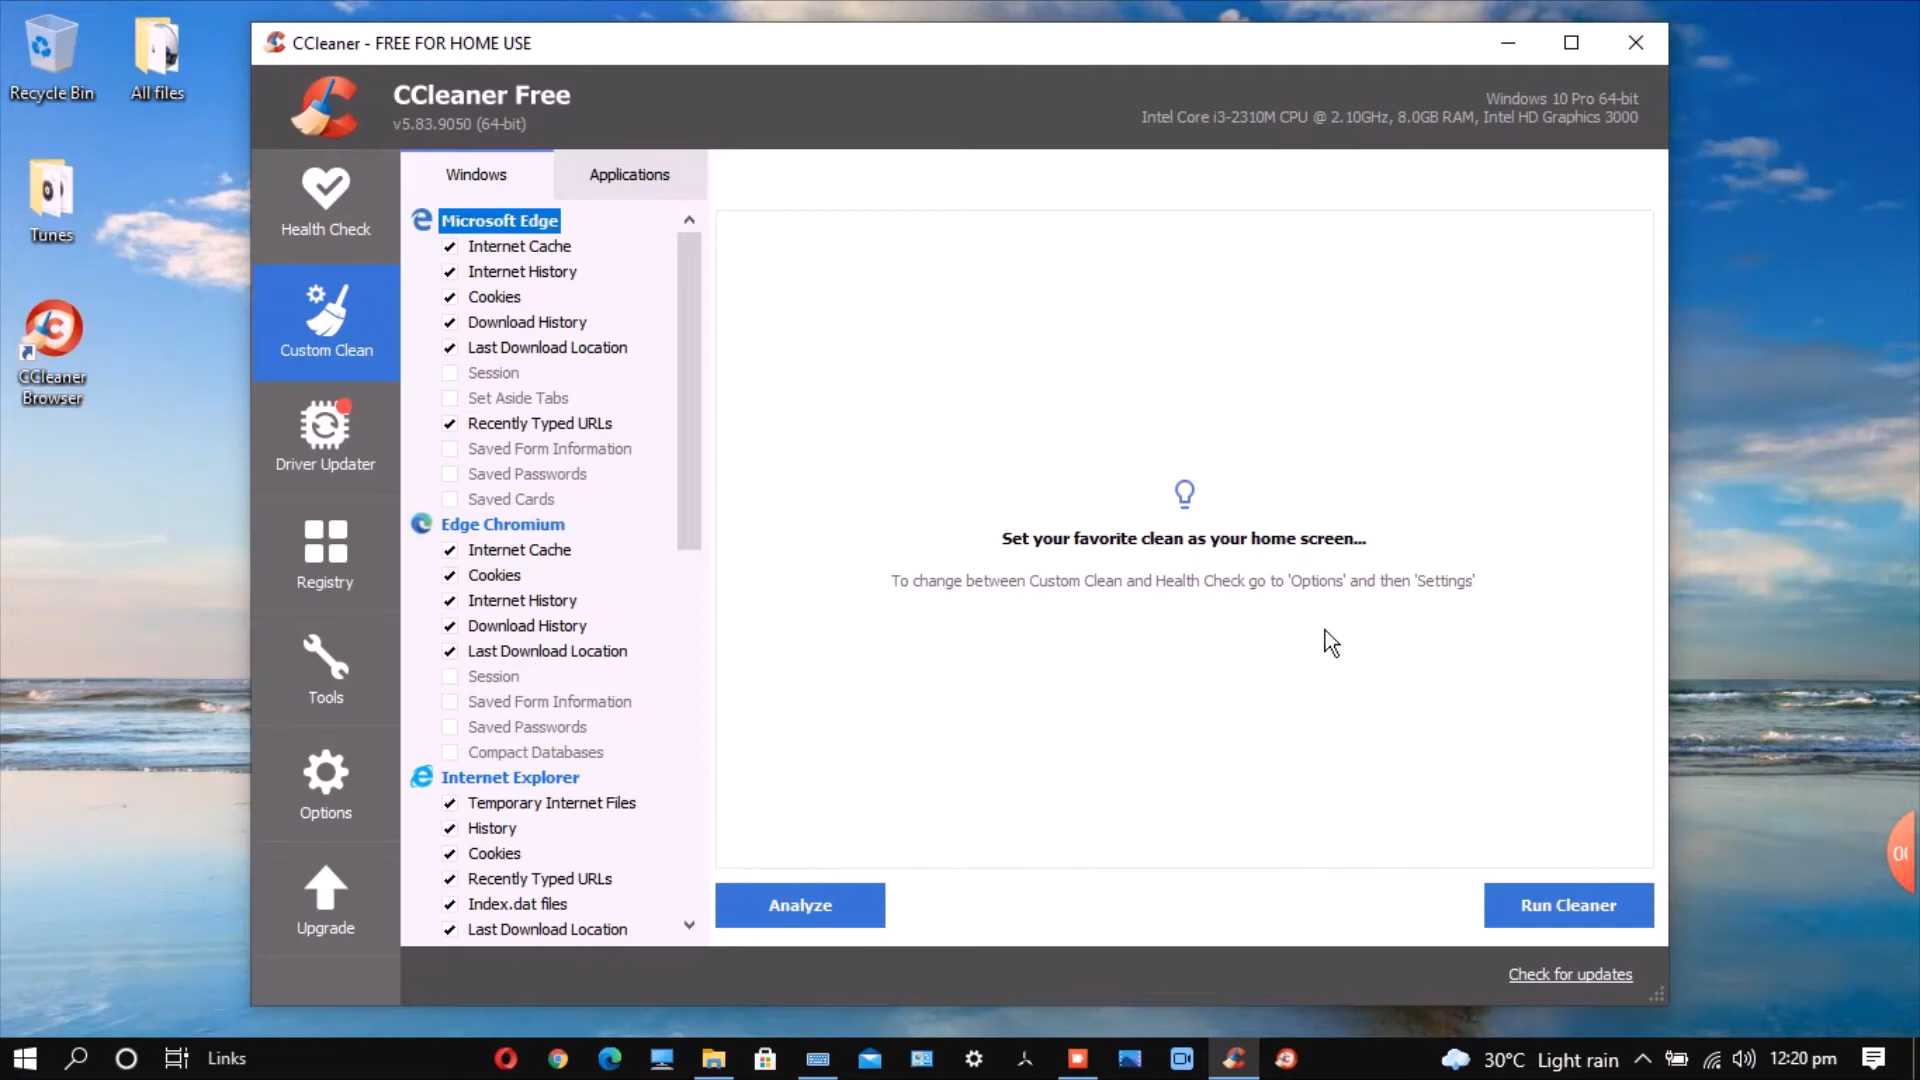 Recycle Bin
All files
Tunes
CCleaner
Browser
CCleaner - FREE FOR HOME USE
CCleaner Free
v5.83.9050 (64-bit)
Windows 10 Pro 64-bit
Intel Core i3-2310M CPU @ 2.10GHz, 8.0GB RAM, Intel HD Graphics 3000
Health Check
Custom Clean
Driver Updater
Registry
Tools
Options
Upgrade
Windows
Applications
Microsoft Edge
Internet Cache
Internet History
Cookies
Download History
Last Download Location
Session
Set Aside Tabs
Recently Typed URLs
Saved Form Information
Saved Passwords
Saved Cards
Edge Chromium
Internet Cache
Cookies
Internet History
Download History
Last Download Location
Session
Saved Form Information
Saved Passwords
Compact Databases
Internet Explorer
Temporary Internet Files
History
Cookies
Recently Typed URLs
Index.dat files
Last Download Location
Set your favorite clean as your home screen...
To change between Custom Clean and Health Check go to 'Options' and then 'Settings'
Analyze
Run Cleaner
Check for updates
Links
30°C Light rain
12:20 pm